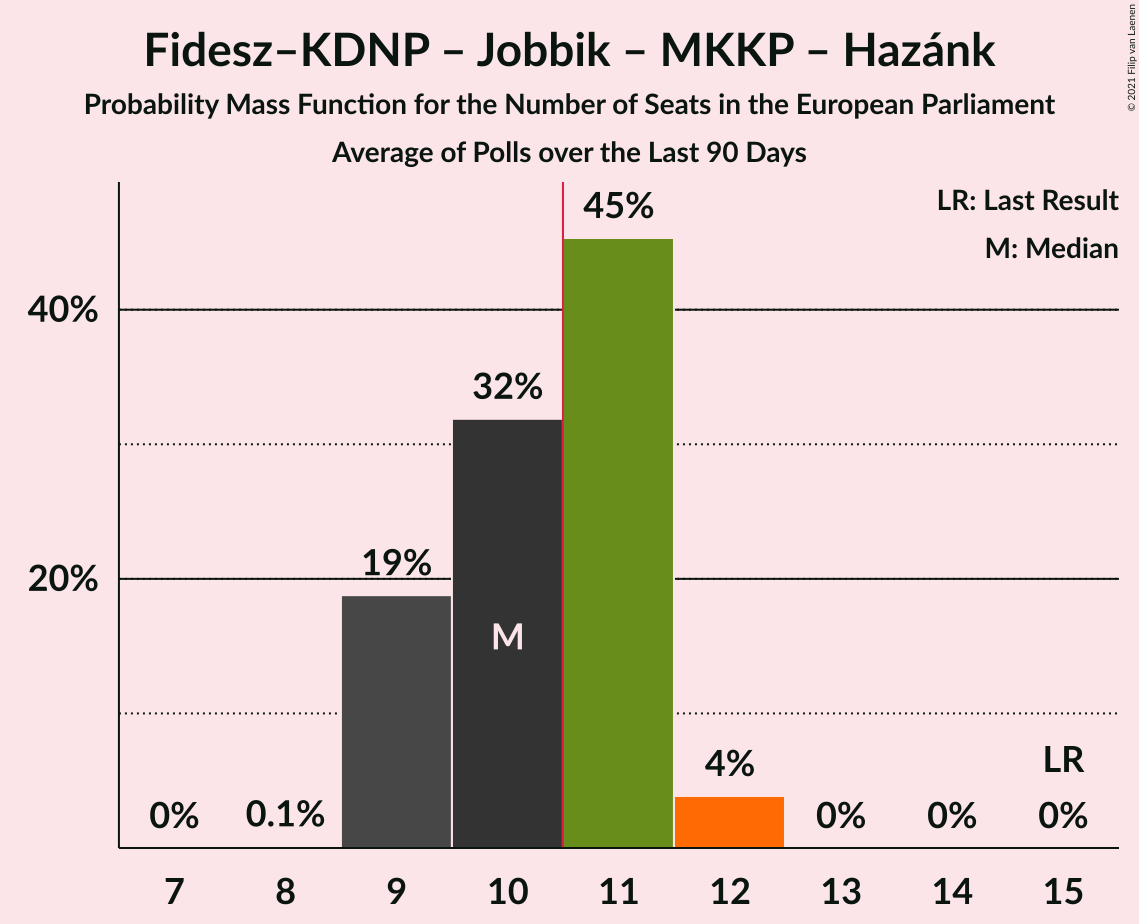 Fidesz–KDNP – Jobbik – MKKP – Hazánk
Probability Mass Function for the Number of Seats in the European Parliament
Average of Polls over the Last 90 Days
© 2021 Filip van Laenen
LR: Last Result
M: Median
45%
40%
32%
19%
20%
M
LR
4%
0%
0.1%
0%
0%
0%
7
8
9
10
11
12
13
14
15